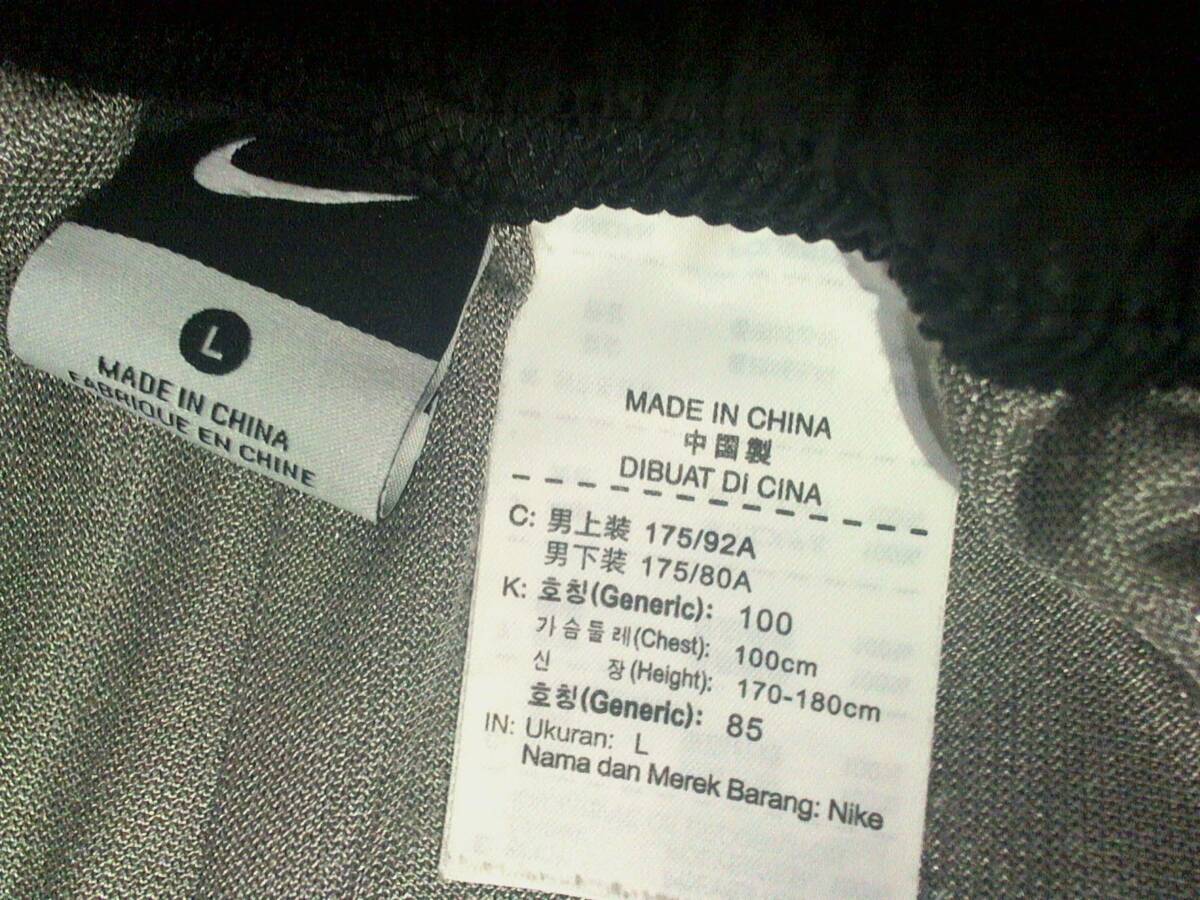 L
MADE IN CHINA
FABRIQUE EN CHINE
MADE IN CHINA
中國製
DIBUAT DI CINA
C: 男上装 175/92A
男下装 175/80A
K: 호칭(Generic): 100
가슴둘레(Chest): 100cm
신 장(Height): 170-180cm
호칭(Generic): 85
IN: Ukuran: L
Nama dan Merek Barang: Nike